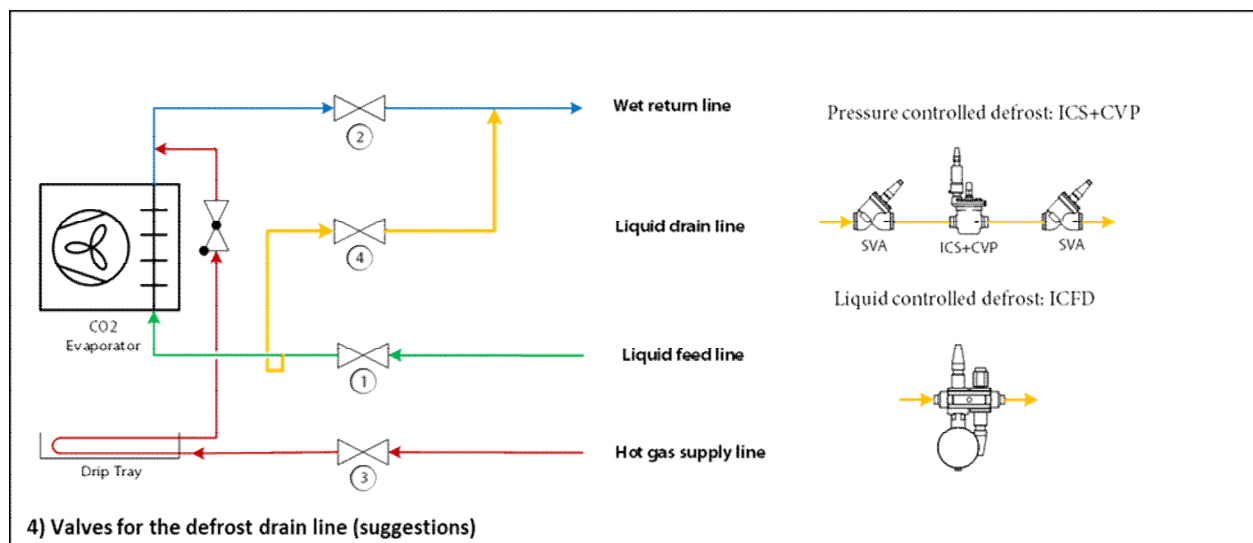 Wet return line
Pressure controlled defrost: ICS+CVP
2
Liquid drain line
4
SVA
ICS+CVP
SVA
Liquid controlled defrost: ICFD
CO2
Evaporator
Liquid feed line
1
Hot gas supply line
Drip Tray
3
4) Valves for the defrost drain line (suggestions)